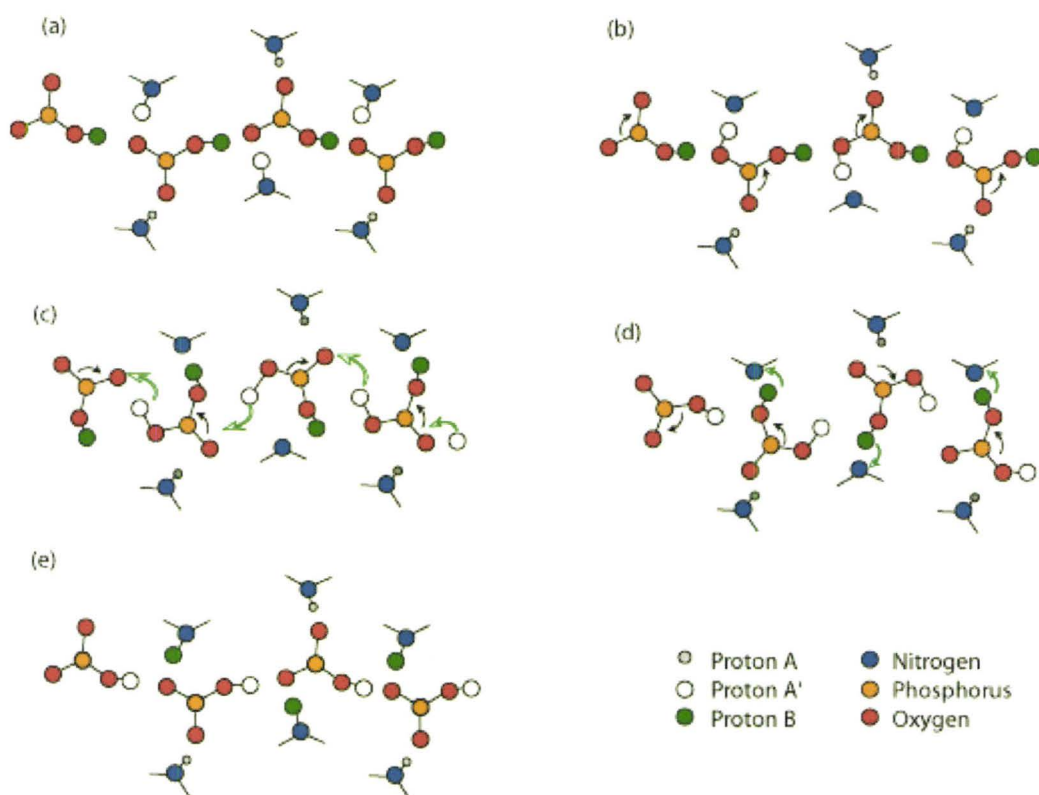 (a)
(b)
(c)
(d)
(e)
Proton A
Nitrogen
Proton A'
Phosphorus
Proton B
Oxygen